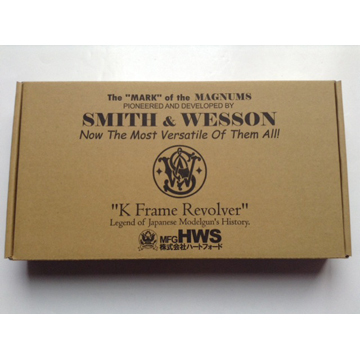 The "MARK" of the MAGNUMS
PIONEERED AND DEVELOPED BY
SMITH & WESSON
Now The Most Versatile Of Them All!
"K Frame Revolver"
Legend of Japanese Modelgun's History.
MFG HWS
株式会社ハートフォード